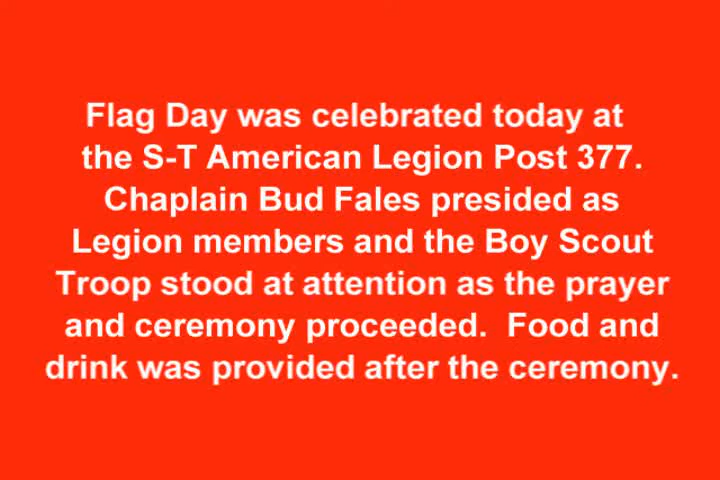 Flag Day was celebrated today at
the S-T American Legion Post 377.
Chaplain Bud Fales presided as
Legion members and the Boy Scout
Troop stood at attention as the prayer
and ceremony proceeded.  Food and
drink was provided after the ceremony.